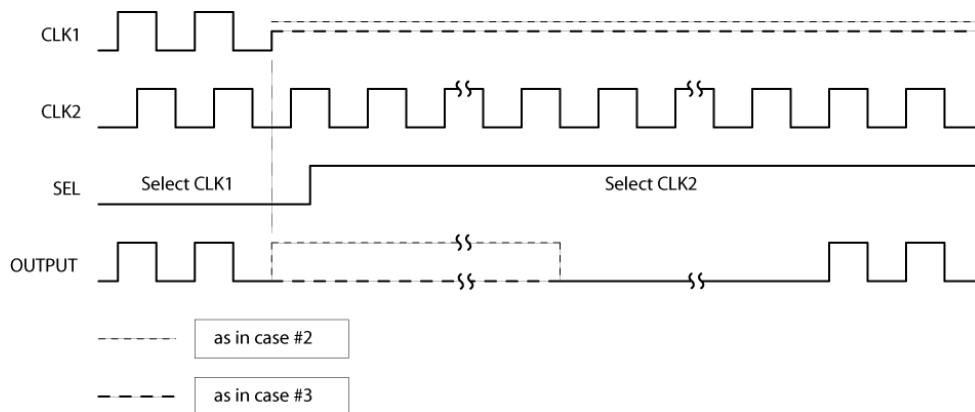 CLK1
CLK2
SEL
Select CLK1
Select CLK2
OUTPUT
as in case #2
as in case #3